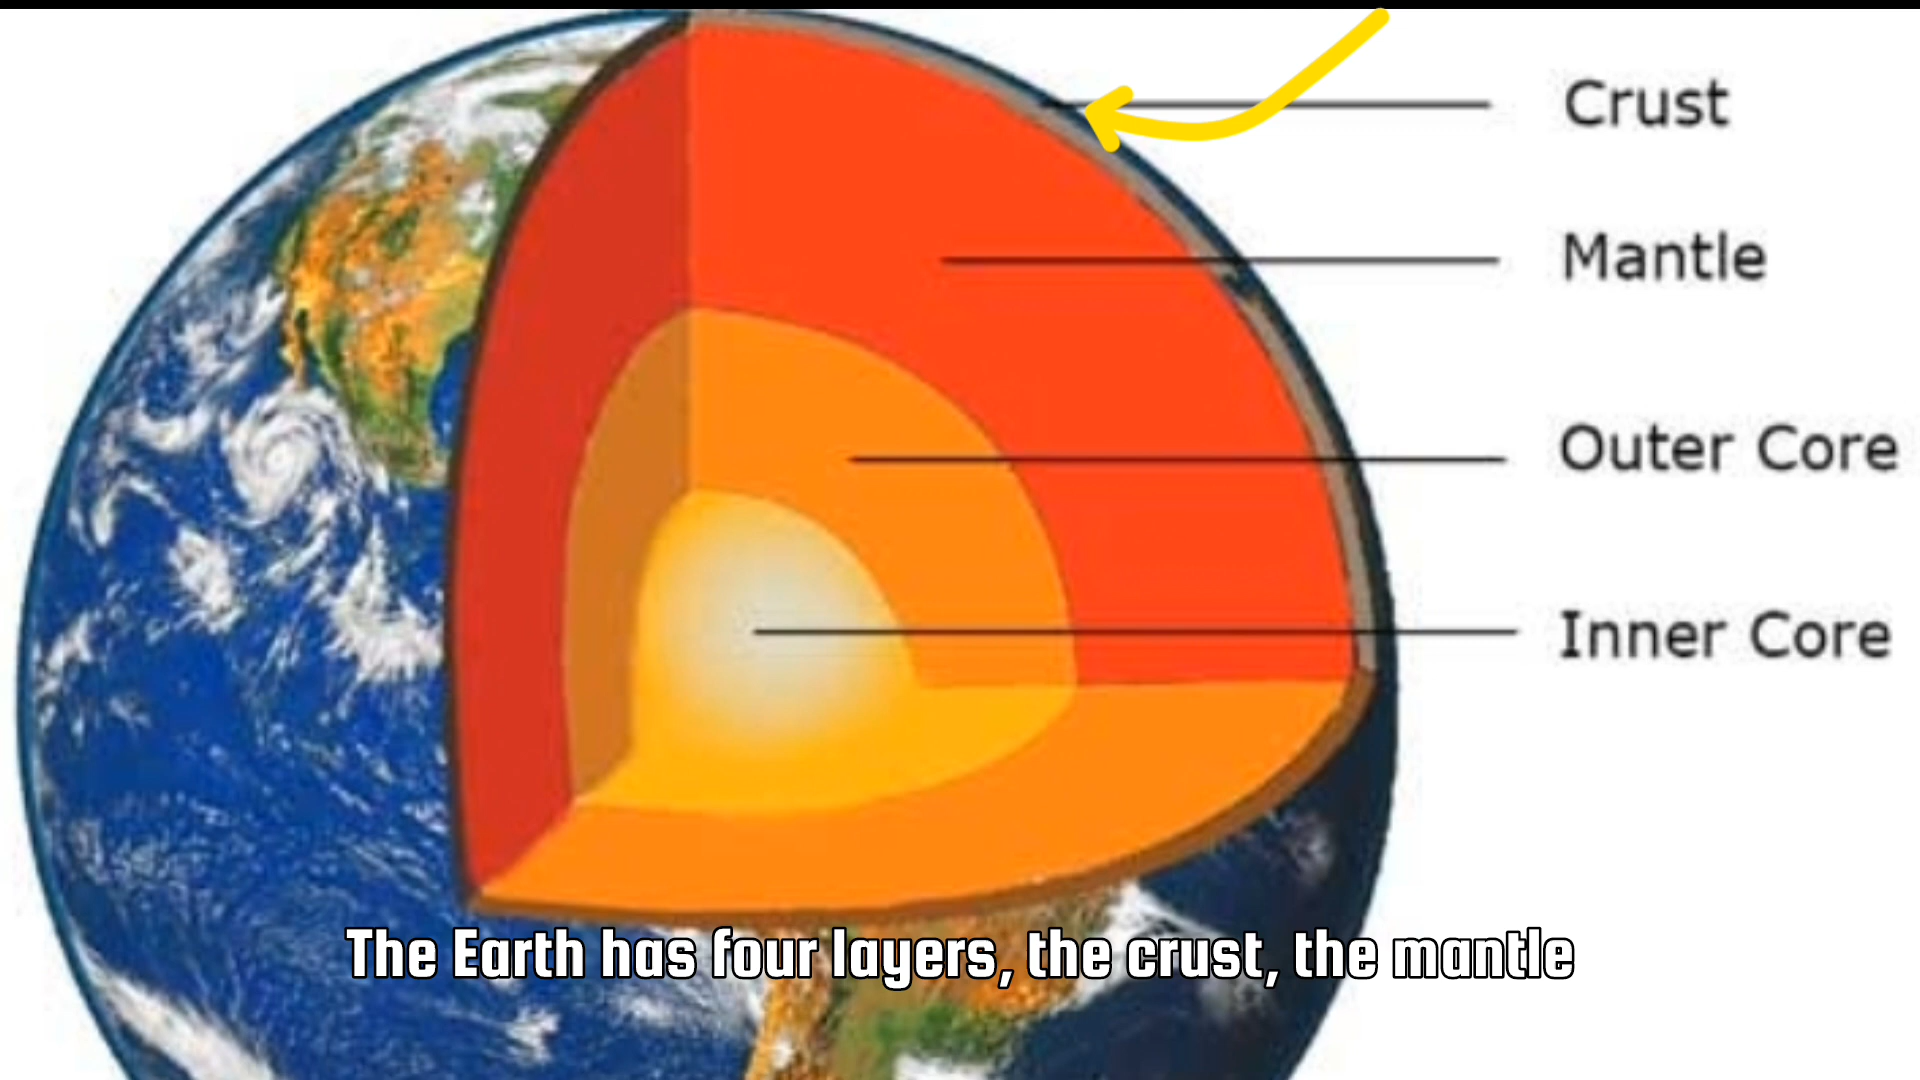 Crust
Mantle
Outer Core
Inner Core
The Earth has four layers, the crust, the mantle